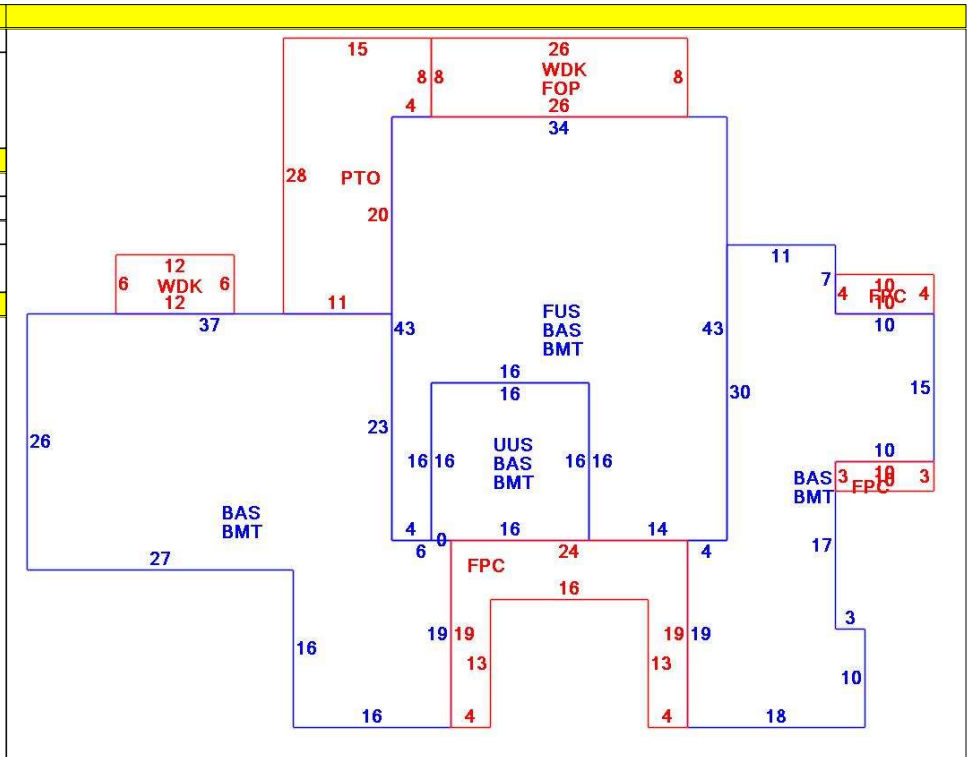 15 26
WDK
8 8 8
FOP
4 26
34
28 PTO
20
11
7
12
6 WDK 6
12 11
10
4 FPC 4
10
37
10
43 FUS 43
BAS
BMT
16
16
30 15
26 23
10
16 16 UUS 16 16
BAS
BMT
BAS 3 10 3
BMT FPC
BAS
BMT
4 0 16 14
6 24 4
27 FPC
17
16
3
16 19 19 19 19
13 13
10
16 4 4 18